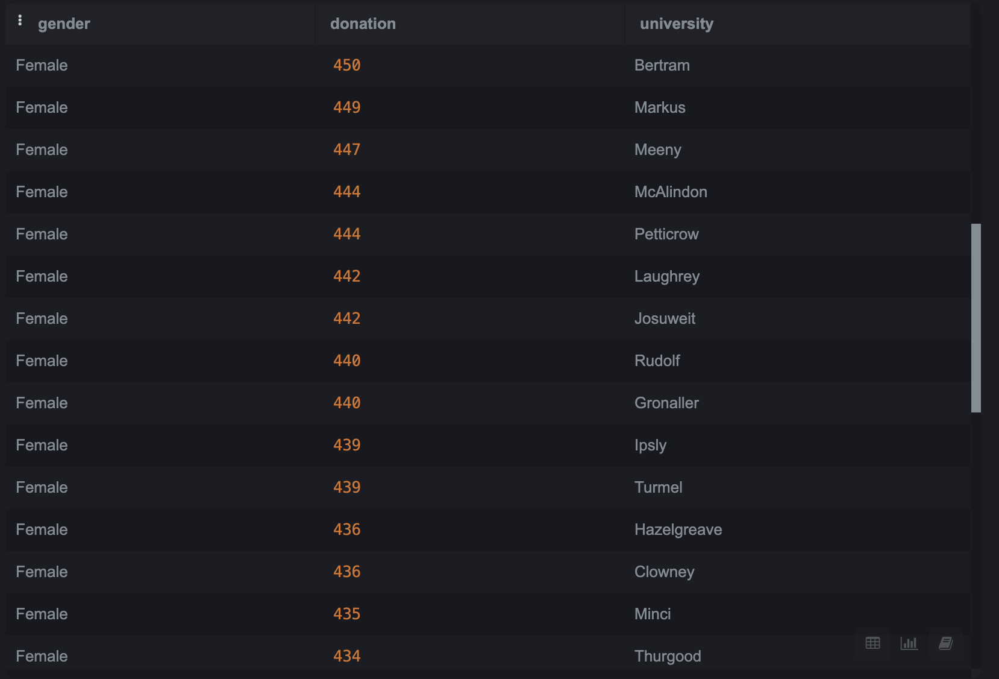 gender donation university
Female 450 Bertram
Female 449 Markus
Female 447 Meeny
Female 444 McAlindon
Female 444 Petticrow
Female 442 Laughrey
Female 442 Josuweit
Female 440 Rudolf
Female 440 Gronaller
Female 439 Ipsly
Female 439 Turmel
Female 436 Hazelgreave
Female 436 Clowney
Female 435 Minci
Female 434 Thurgood